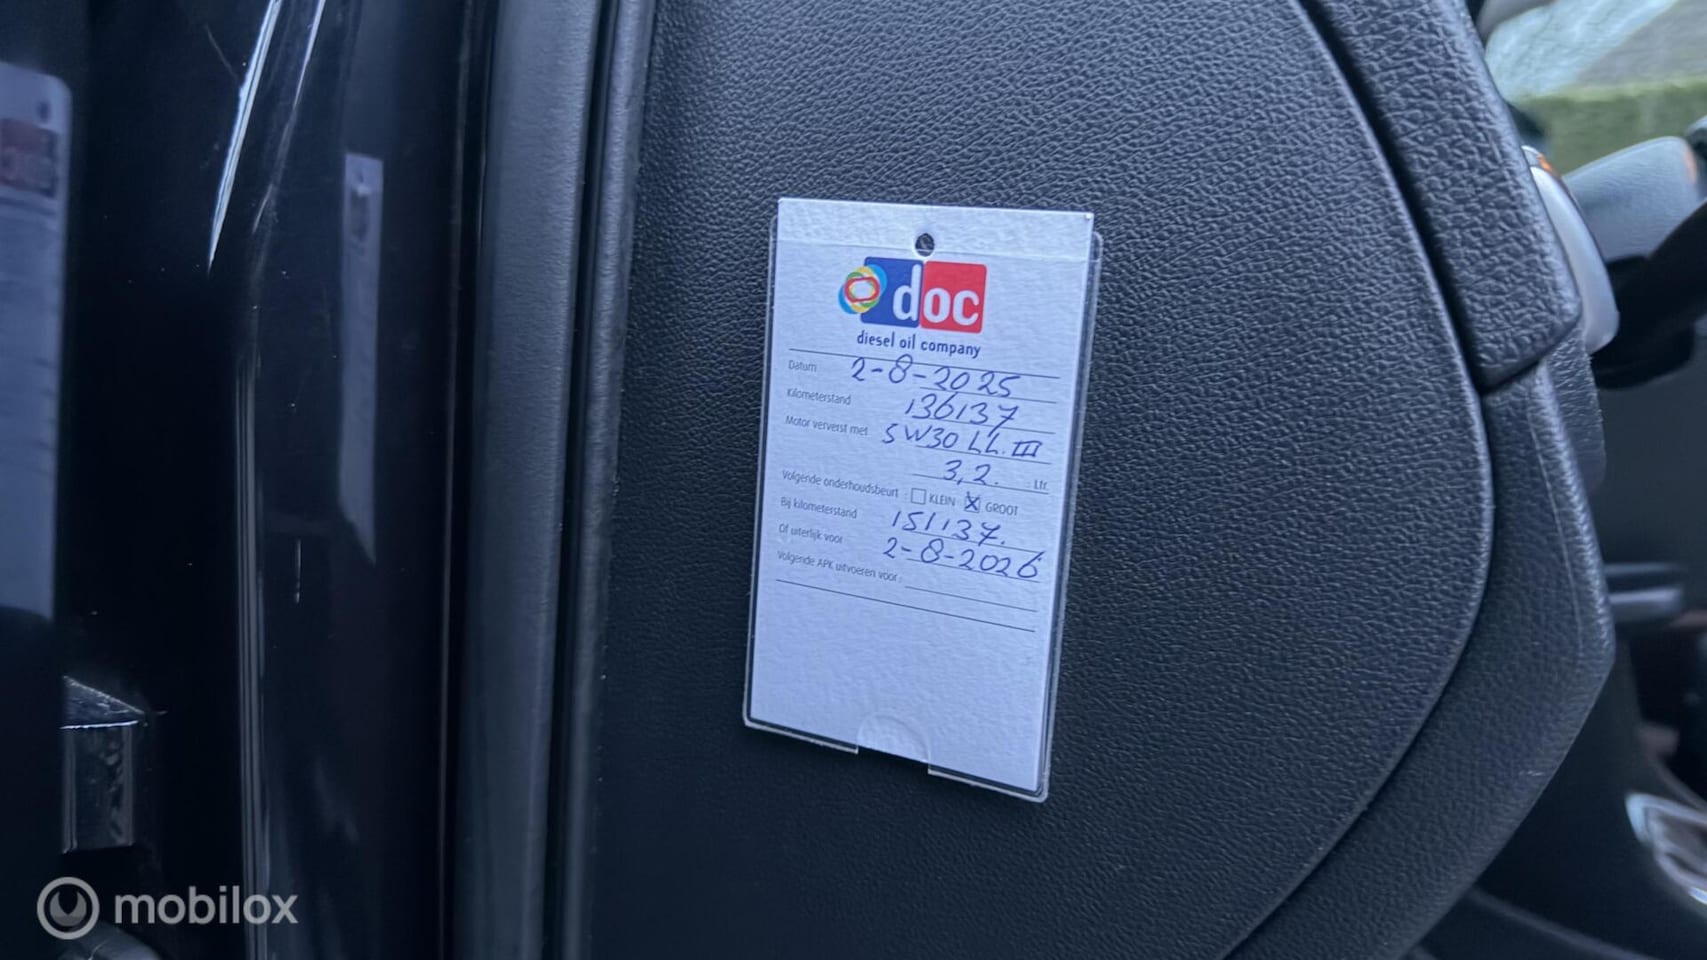 doc
diesel oil company
Datum 2-8-2025
Kilometerstand 136137
Motor ververst met 5W30 LL.III
3,2. Ltr.
Volgende onderhoudsbeurt : KLEIN X GROOT
Bij kilometerstand 151137.
Of uiterlijk voor 2-8-2026
Volgende APK uitvoeren voor :
mobilox